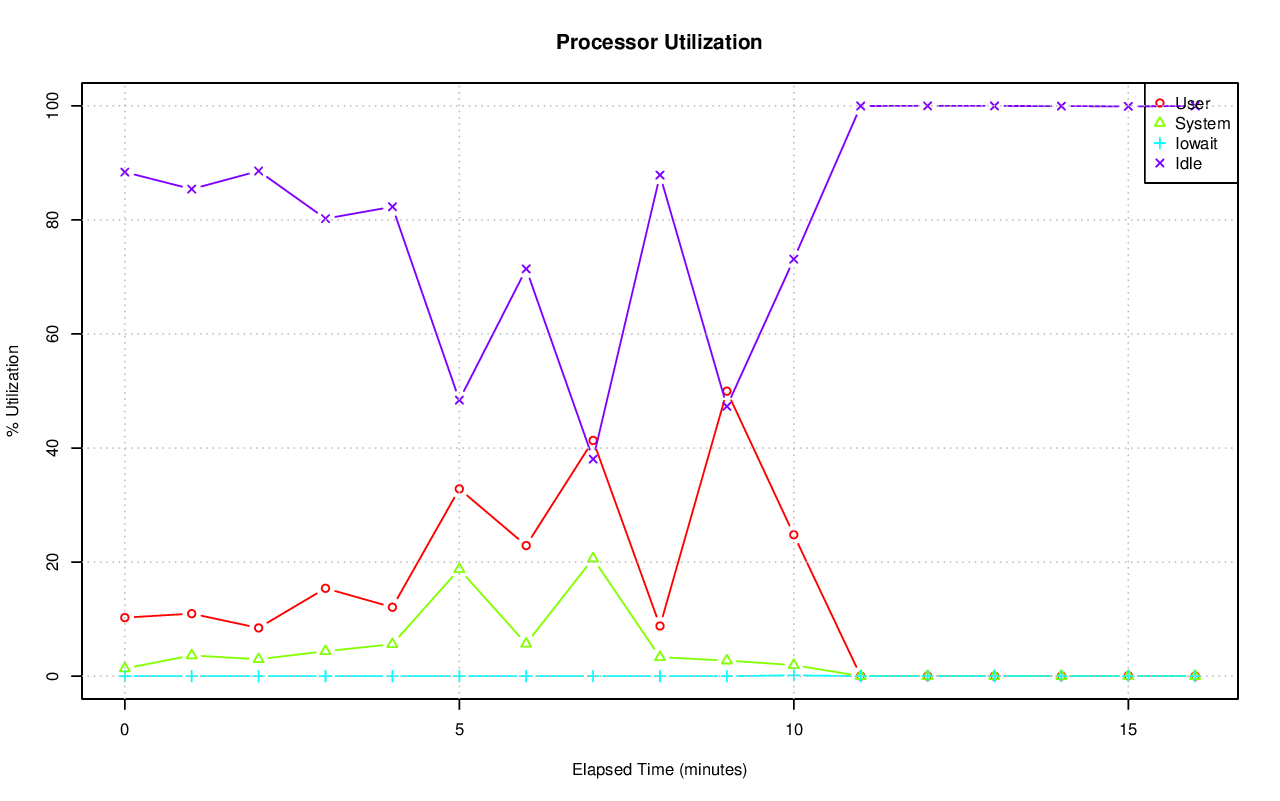 Processor Utilization
% Utilization
100
80
60
40
20
0
User
System
Iowait
Idle
0 5 10 15
Elapsed Time (minutes)